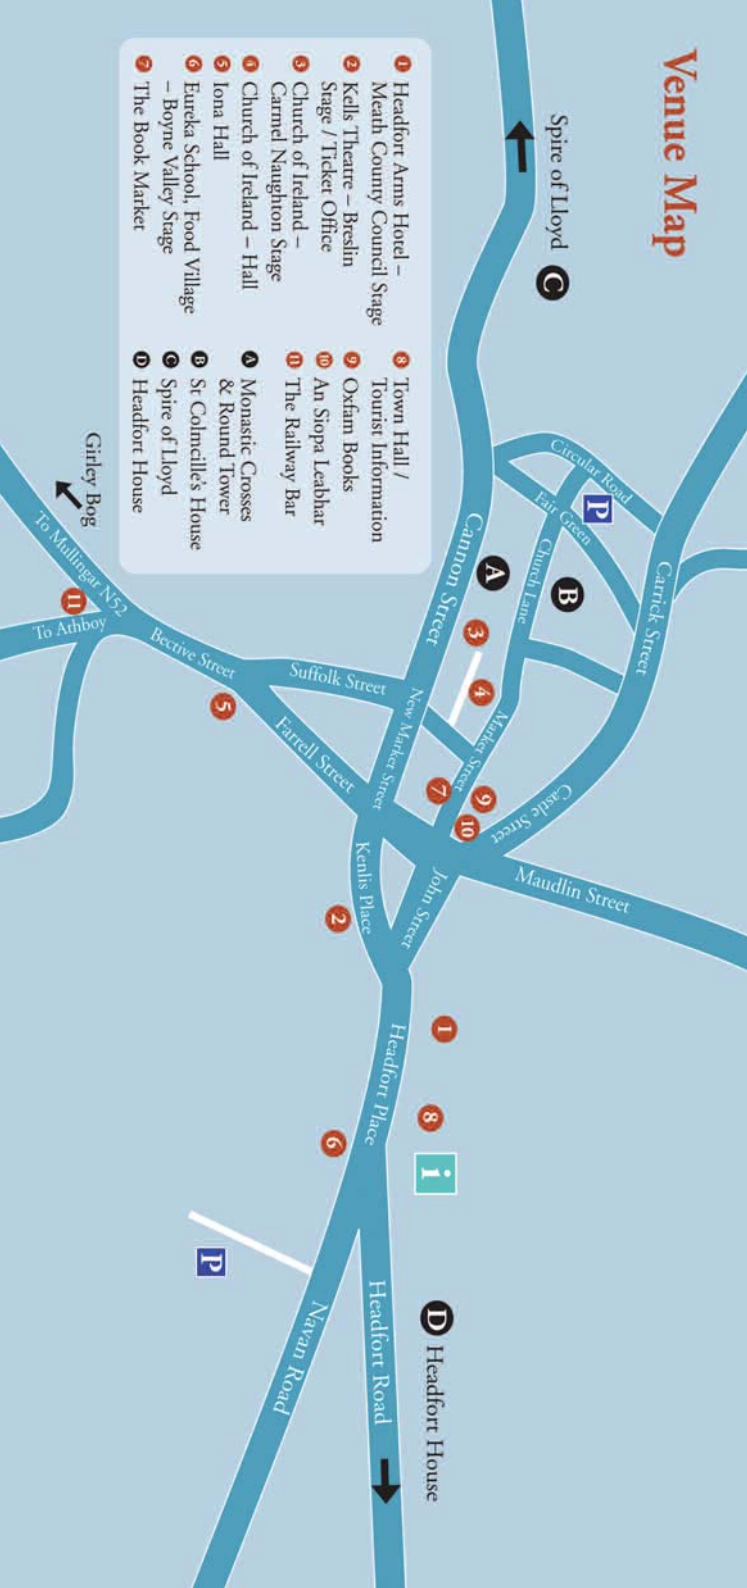 Venue Map
Spire of Lloyd
C
Circular Road
P
Fair Green
Church Lane
Carrick Street
Cannon Street
A
B
3
4
Market Street
New Market Street
Castle Street
7
9
10
Maudlin Street
John Street
Kenlis Place
2
Suffolk Street
Farrell Street
Bective Street
5
11
To Athboy
To Mullingar N52
Girley Bog
Headfort Place
1
8
i
6
P
Navan Road
Headfort Road
D Headfort House
1 Headfort Arms Hotel –
Meath County Council Stage
2 Kells Theatre – Breslin
Stage / Ticket Office
3 Church of Ireland –
Carmel Naughton Stage
4 Church of Ireland – Hall
5 Iona Hall
6 Eureka School, Food Village
– Boyne Valley Stage
7 The Book Market
8 Town Hall /
Tourist Information
9 Oxfam Books
10 An Siopa Leabhar
11 The Railway Bar
A Monastic Crosses
& Round Tower
B St Colmcille's House
C Spire of Lloyd
D Headfort House